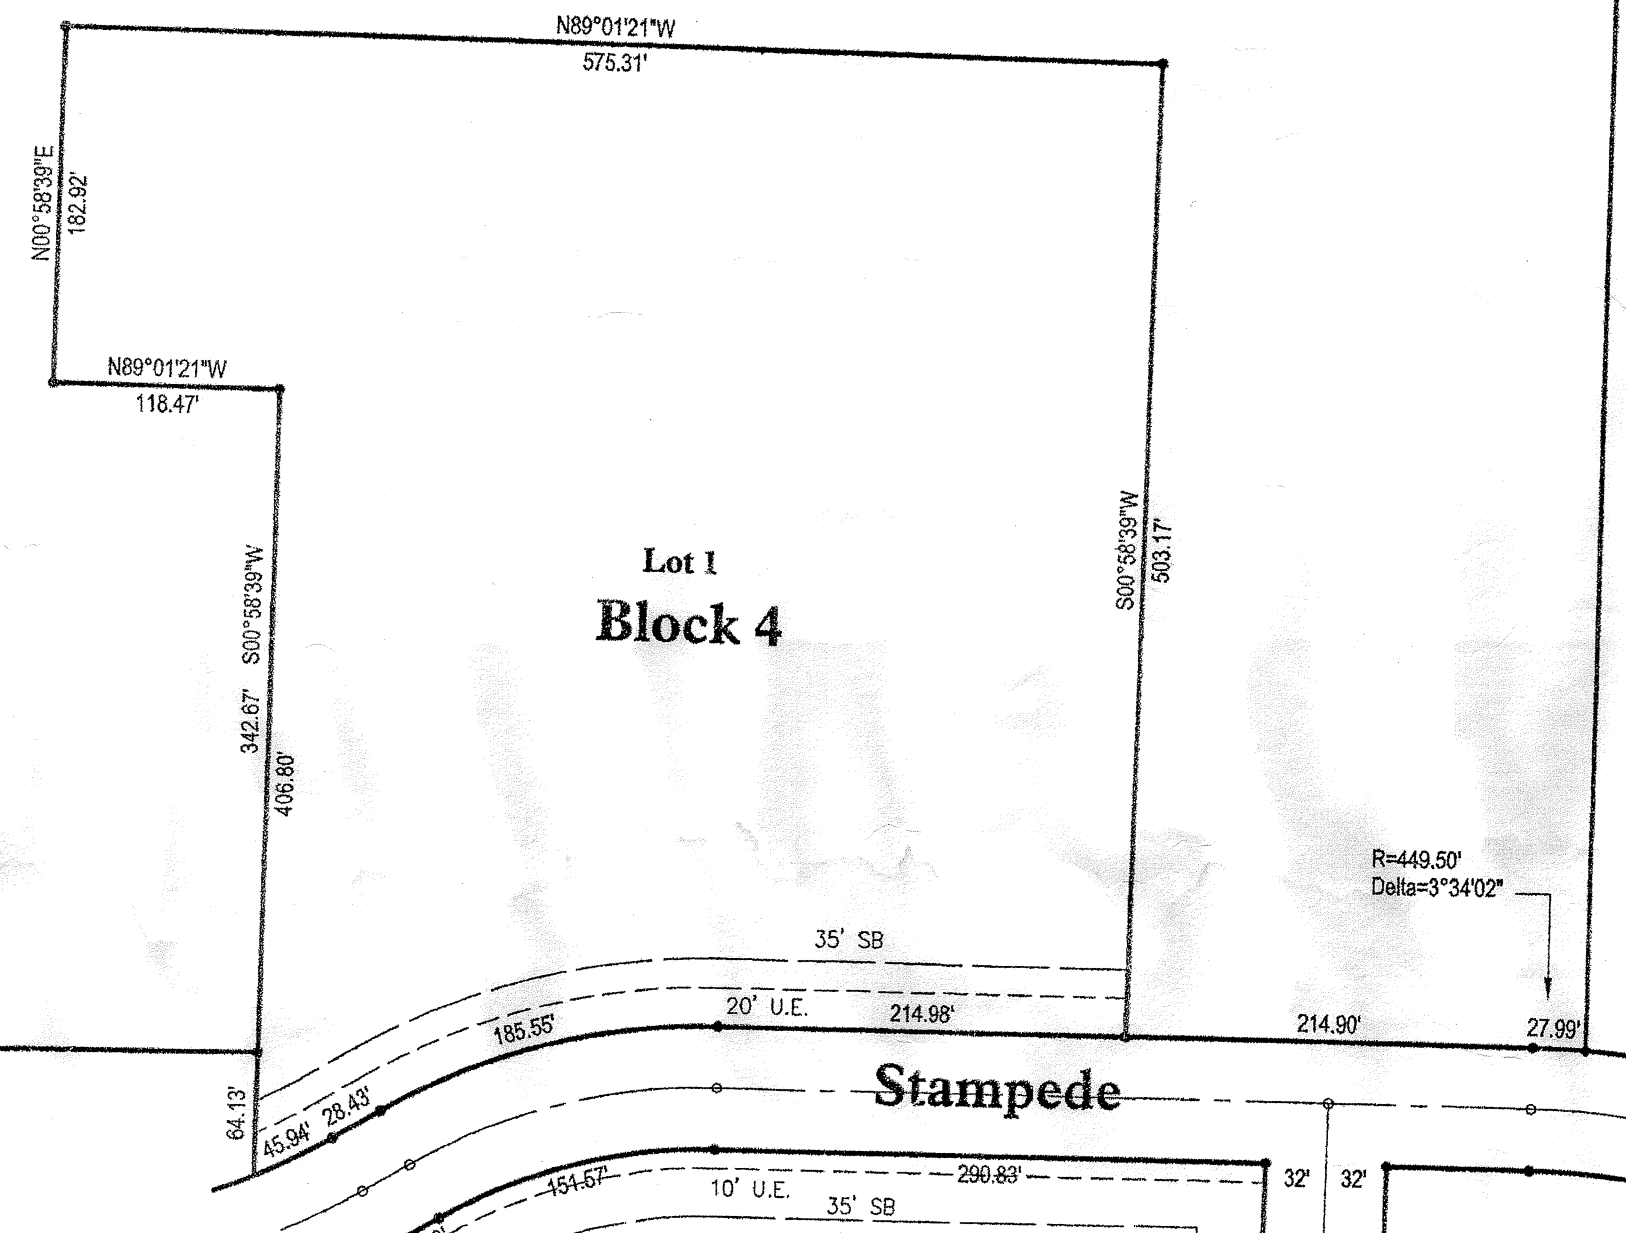 N89°01'21"W
575.31'
N00°58'39"E
182.92'
N89°01'21"W
118.47'
S00°58'39"W
342.67'
406.80'
Lot 1
Block 4
S00°58'39"W
503.17'
R=449.50'
Delta=3°34'02"
35' SB
20' U.E.
214.98'
185.55'
214.90'
27.99'
28.43'
45.94'
64.13'
Stampede
151.57'
290.83'
10' U.E.
35' SB
32'
32'